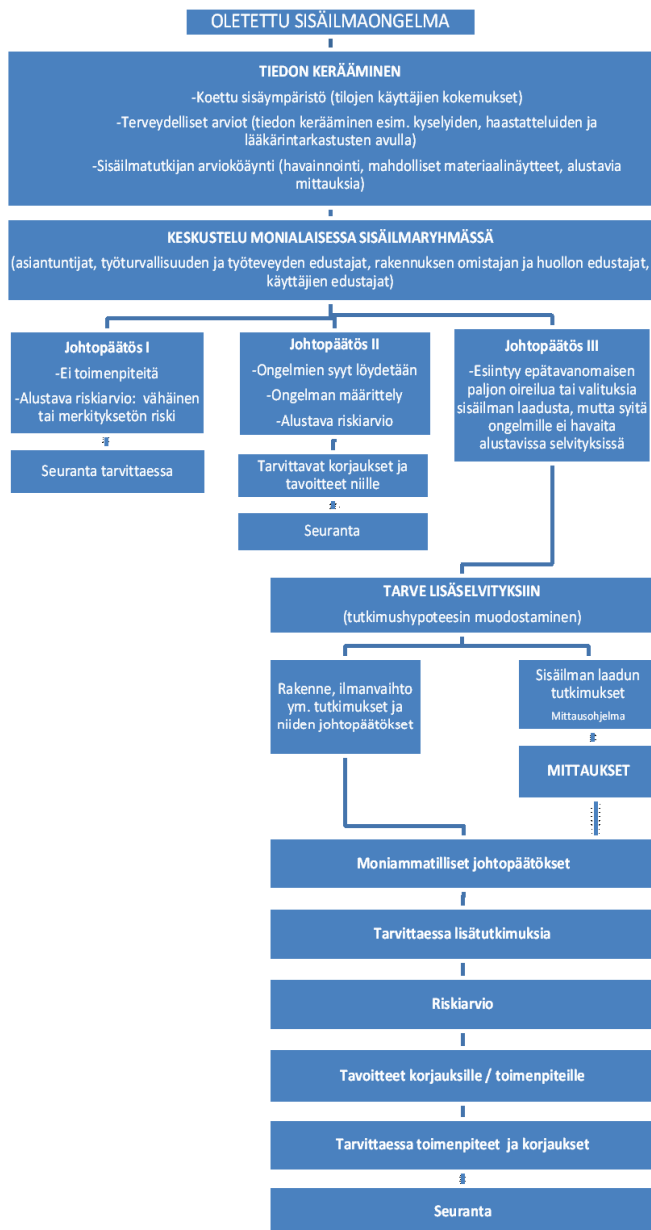 OLETETTU SISÄILMAONGELMA
TIEDON KERÄÄMINEN
-Koettu sisäympäristö (tilojen käyttäjien kokemukset)
-Terveydelliset arviot (tiedon kerääminen esim. kyselyiden, haastatteluiden ja
lääkärintarkastusten avulla)
-Sisäilmatutkijan arviokööynti (havainnointi, mahdolliset materiaalinäytteet, alustavia
mittauksia)
KESKUSTELU MONIALAISESSA SISÄILMARYHMÄSSÄ
(asiantuntijat, työturvallisuuden ja työteveyden edustajat, rakennuksen omistajan ja huollon edustajat,
käyttäjien edustajat)
Johtopäätös I
-Ei toimenpiteitä
-Alustava riskiarvio: vähäinen
tai merkityksetön riski
Seuranta tarvittaessa
Johtopäätös II
-Ongelmien syyt löydetään
-Ongelman määrittely
-Alustava riskiarvio
Tarvittavat korjaukset ja
tavoitteet niille
Seuranta
Johtopäätös III
-Esiintyy epätavanomaisen
paljon oireilua tai valituksia
sisäilman laadusta, mutta syitä
ongelmille ei havaita
alustavissa selvityksissä
TARVE LISÄSELVITYKSIIN
(tutkimushypoteesin muodostaminen)
Rakenne, ilmanvaihto
ym. tutkimukset ja
niiden johtopäätökset
Sisäilman laadun
tutkimukset
Mittausohjelma
MITTAUKSET
Moniammatilliset johtopäätökset
Tarvittaessa lisätutkimuksia
Riskiarvio
Tavoitteet korjauksille / toimenpiteille
Tarvittaessa toimenpiteet ja korjaukset
Seuranta